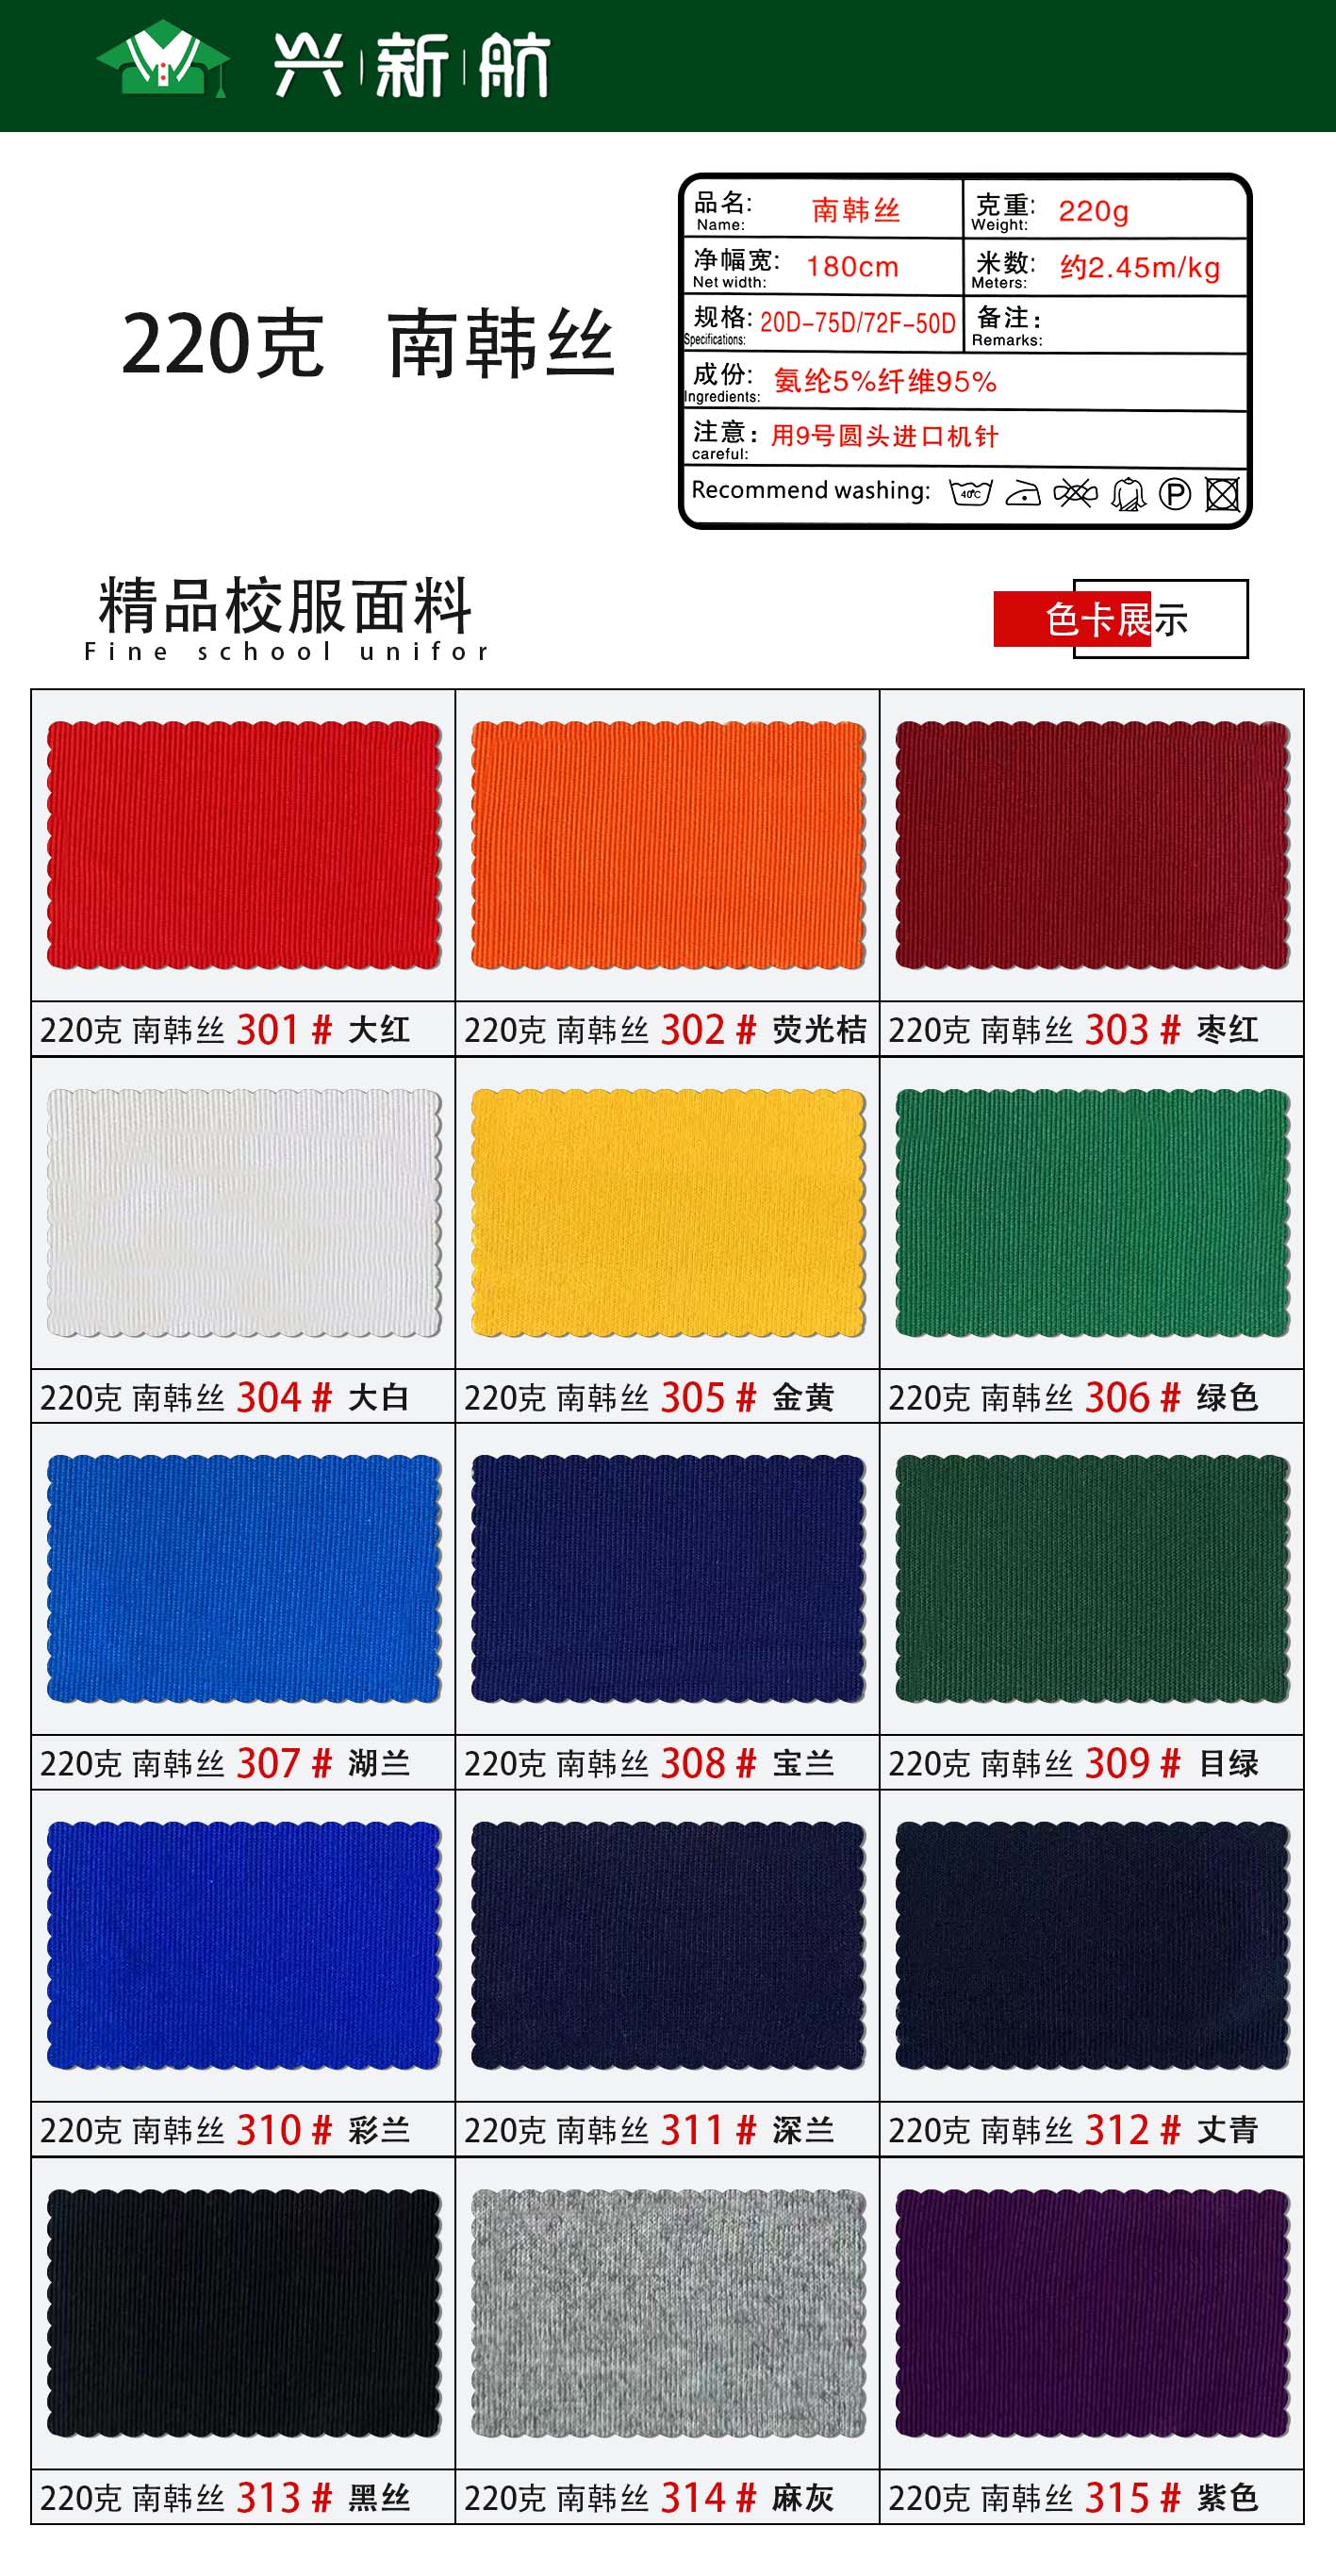 兴新航
品名: 南韩丝 克重: 220g
Name: Weight:
净幅宽: 180cm 米数: 约2.45m/kg
Net width: Meters:
规格: 20D-75D/72F-50D 备注:
Specifications: Remarks:
成份: 氨纶5%纤维95%
Ingredients:
注意: 用9号圆头进口机针
careful:
Recommend washing: 40°C P
220克 南韩丝
精品校服面料
Fine school unifor
色卡展示
220克 南韩丝 301 # 大红
220克 南韩丝 302 # 荧光桔
220克 南韩丝 303 # 枣红
220克 南韩丝 304 # 大白
220克 南韩丝 305 # 金黄
220克 南韩丝 306 # 绿色
220克 南韩丝 307 # 湖兰
220克 南韩丝 308 # 宝兰
220克 南韩丝 309 # 目绿
220克 南韩丝 310 # 彩兰
220克 南韩丝 311 # 深兰
220克 南韩丝 312 # 丈青
220克 南韩丝 313 # 黑丝
220克 南韩丝 314 # 麻灰
220克 南韩丝 315 # 紫色